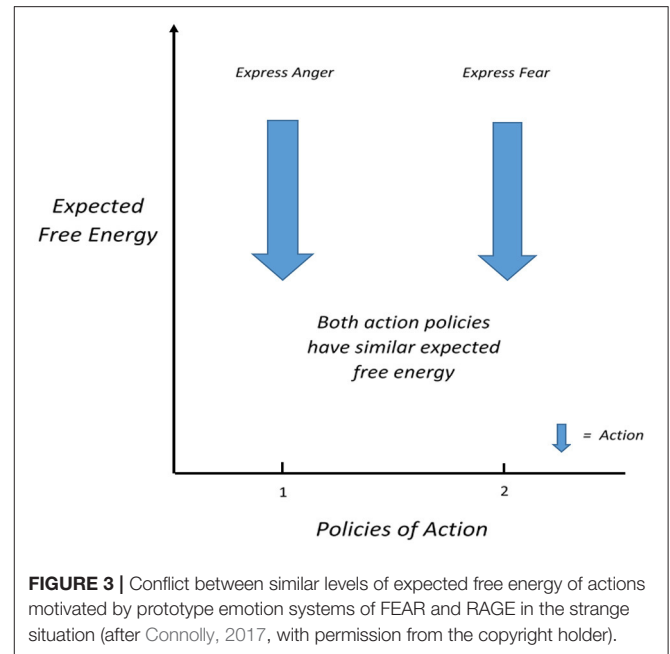 Express Anger
Express Fear
Expected
Free Energy
Both action policies
have similar expected
free energy
= Action
1
2
Policies of Action
FIGURE 3 | Conflict between similar levels of expected free energy of actions
motivated by prototype emotion systems of FEAR and RAGE in the strange
situation (after Connolly, 2017, with permission from the copyright holder).